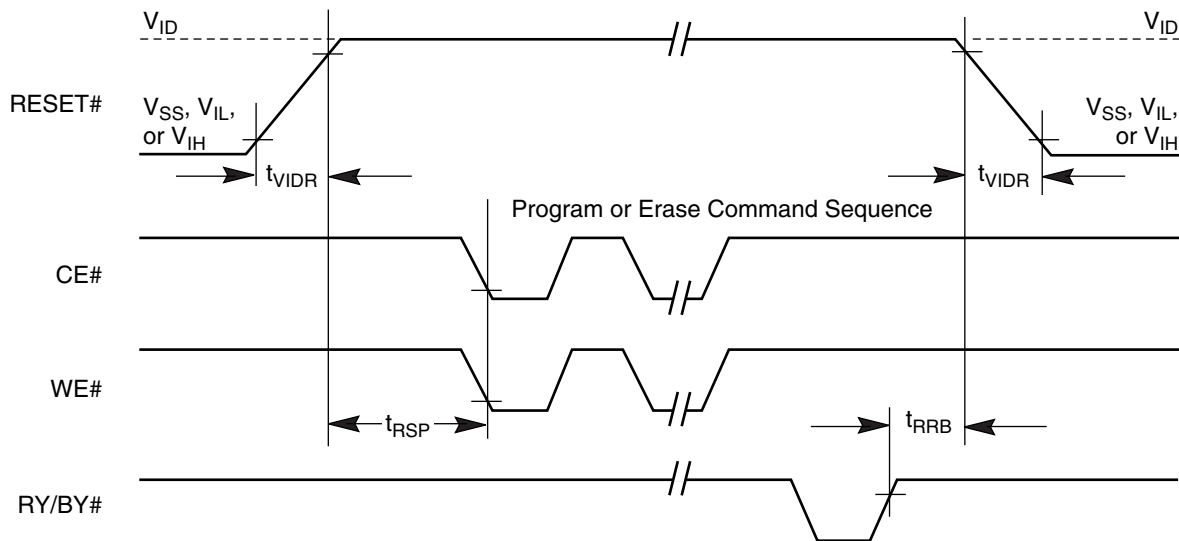 VID
VID
RESET#
VSS, VIL,
or VIH
VSS, VIL,
or VIH
tVIDR
tVIDR
Program or Erase Command Sequence
CE#
WE#
tRSP
tRRB
RY/BY#